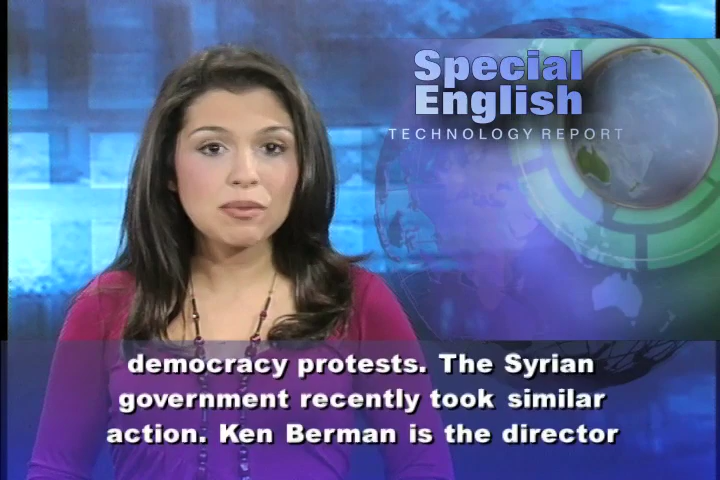 Special
English
TECHNOLOGY REPORT
democracy protests. The Syrian
government recently took similar
action. Ken Berman is the director